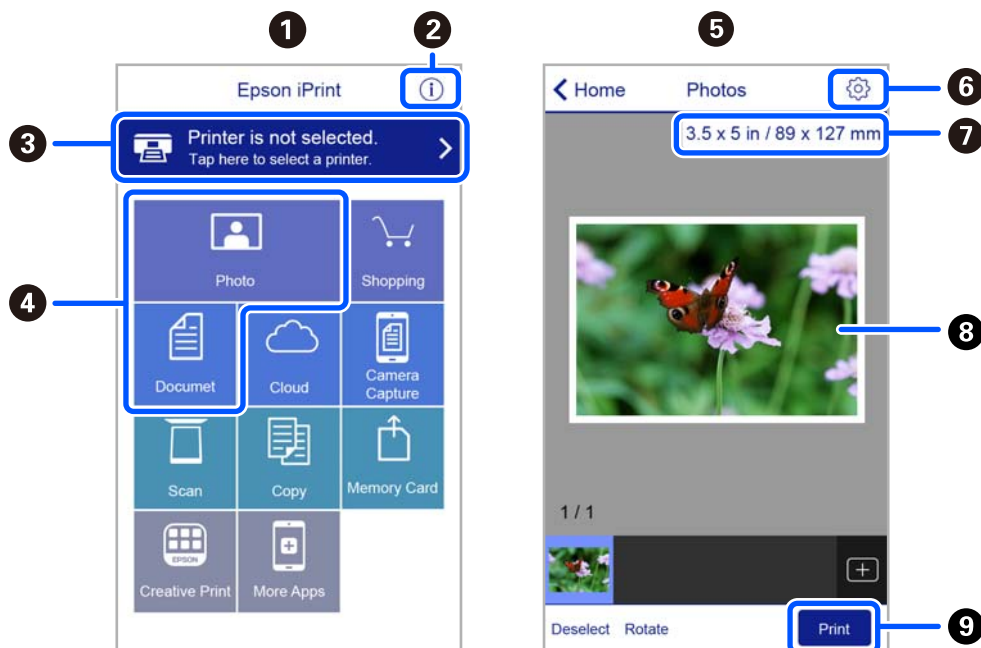 1
2
Epson iPrint
3
Printer is not selected.
Tap here to select a printer.
4
Photo
Shopping
Documet
Cloud
Camera
Capture
Scan
Copy
Memory Card
EPSON
Creative Print
More Apps
5
Home
Photos
6
3.5 x 5 in / 89 x 127 mm
7
8
1 / 1
Deselect
Rotate
Print
9